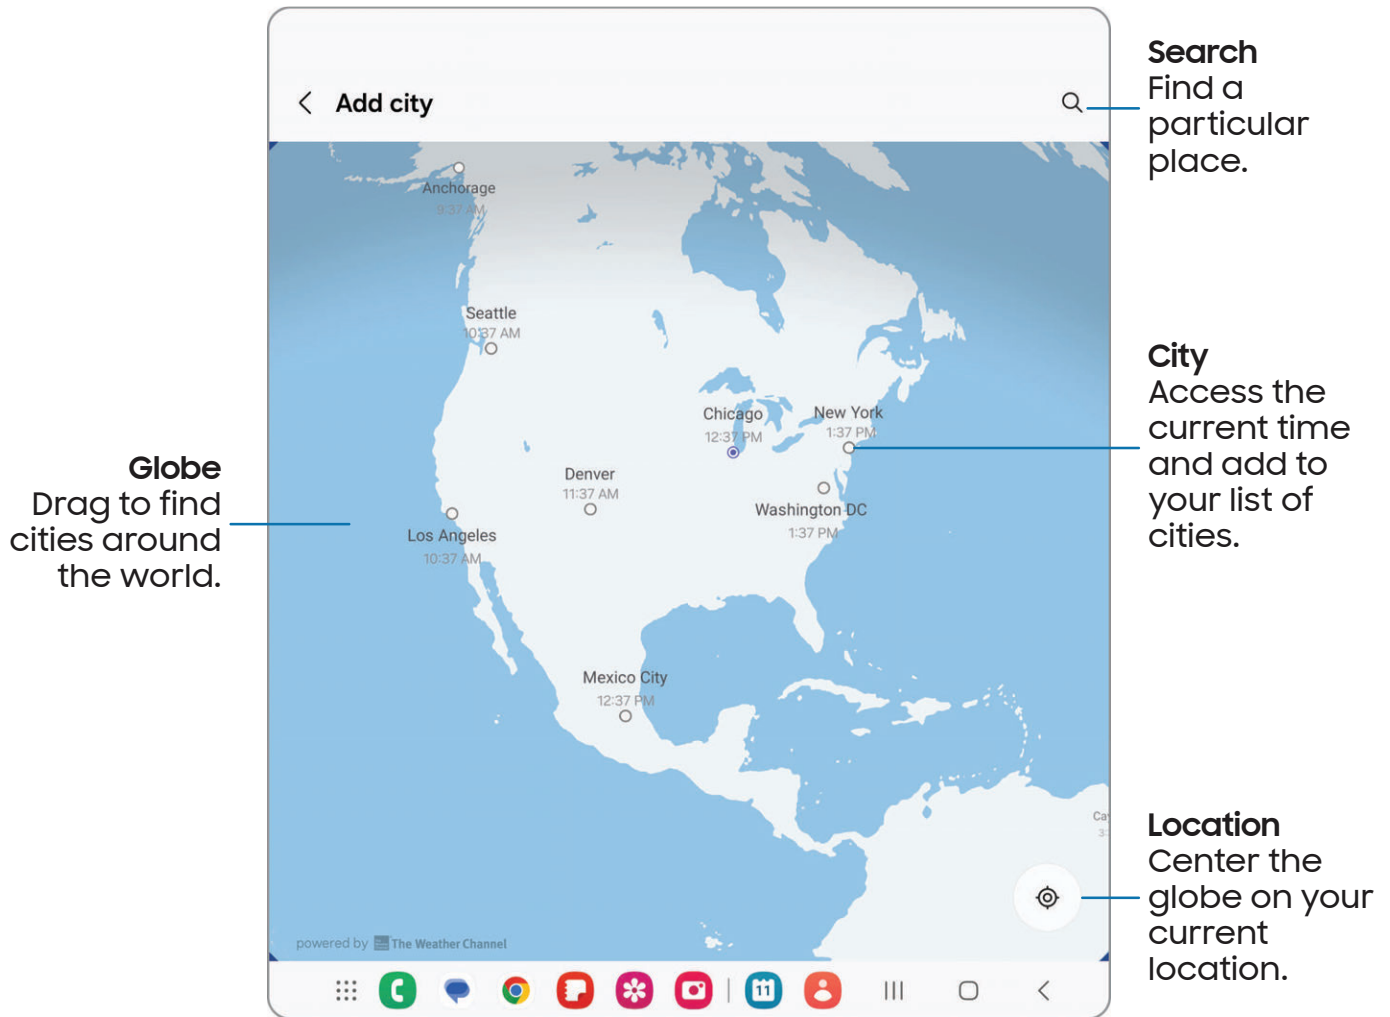 Add city
Search
Find a
particular
place.
Anchorage
9:37 AM
Seattle
10:37 AM
City
Access the
current time
and add to
your list of
cities.
Chicago
12:37 PM
New York
1:37 PM
Globe
Drag to find
cities around
the world.
Denver
11:37 AM
Washington DC
1:37 PM
Los Angeles
10:37 AM
Mexico City
12:37 PM
Location
Center the
globe on your
current
location.
powered by The Weather Channel
11